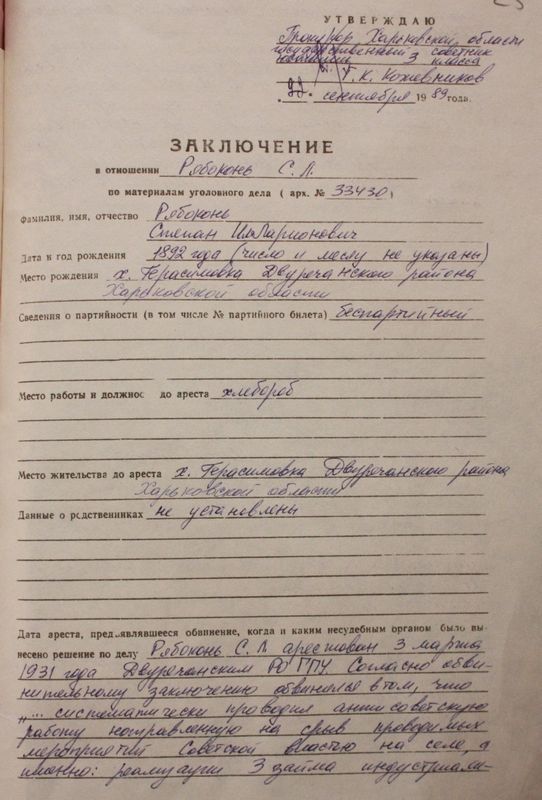 УТВЕРЖДАЮ
Прокурор Харьковской области
государственный советник
юстиции 3 класса
К. Кожевников
"22" сентября 1989 года.
ЗАКЛЮЧЕНИЕ
в отношении Рябоконь С. Л.
по материалам уголовного дела ( арх. № 33430 )
Фамилия, имя, отчество Рябоконь
Степан Илларионович
Дата и год рождения 1892 года (число и месяц не указаны)
Место рождения х. Герасимовка Двуречанского района
Харьковской области
Сведения о партийности (в том числе № партийного билета) беспартийный
Место работы и должнос до ареста хлебороб
Место жительства до ареста х. Герасимовка Двуречанского района
Харьковской области
Данные о родственниках не установлены
Дата ареста, предъявлявшееся обвинение, когда и каким несудебным органом было вы-
несено решение по делу Рябоконь С. Л. арестован 3 марта
1931 года Двуречанским РО ГПУ. Согласно обви-
нительному заключению обвинялся в том, что
"... систематически проводил антисоветскую
работу направленную на срыв проводимых
мероприятий Советской властью на селе, а
именно: реализации 3 займа индустриали-